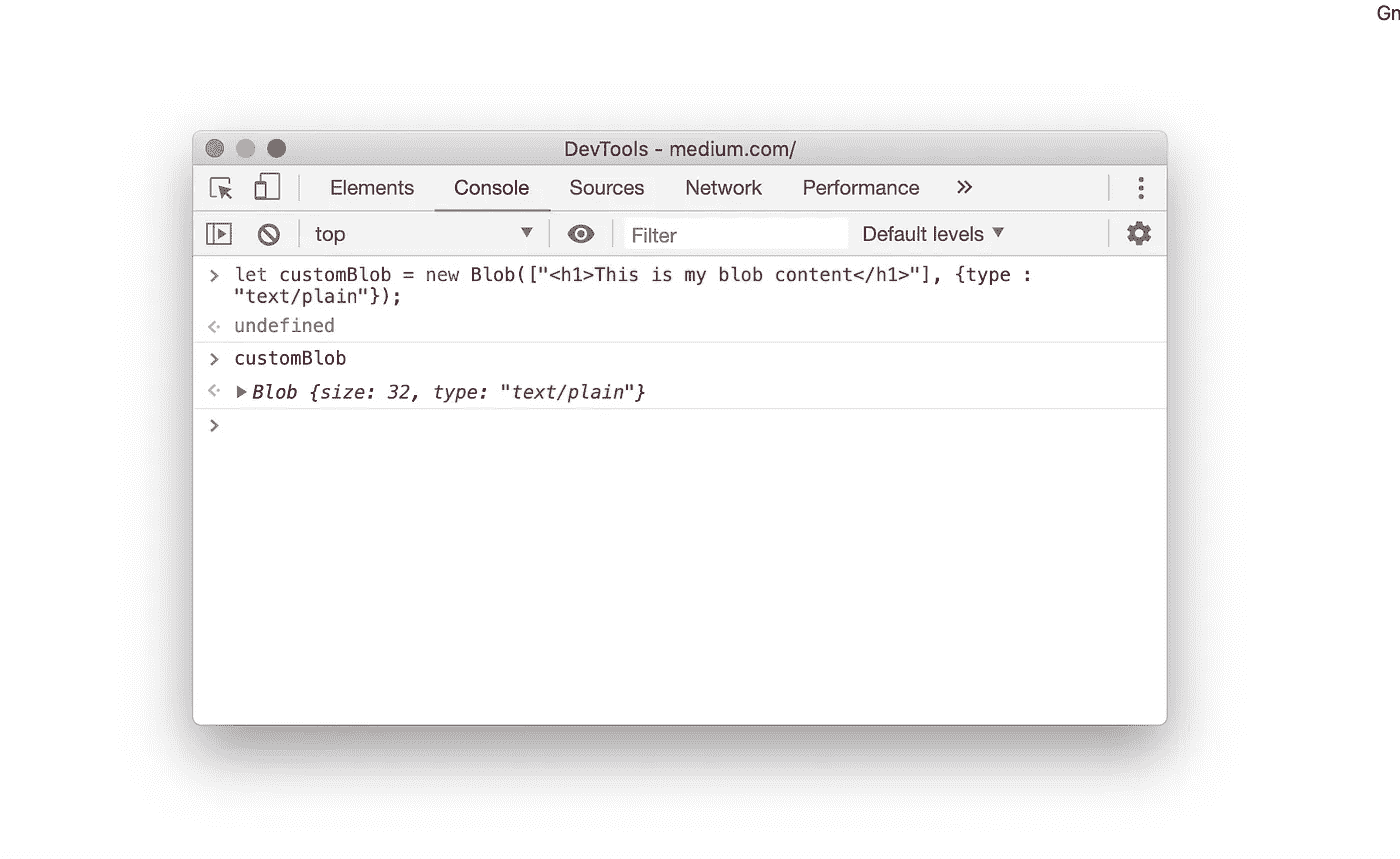 DevTools - medium.com/
Elements Console Sources Network Performance
top Filter Default levels
let customBlob = new Blob(["<h1>This is my blob content</h1>"], {type :
"text/plain"});
undefined
customBlob
Blob {size: 32, type: "text/plain"}